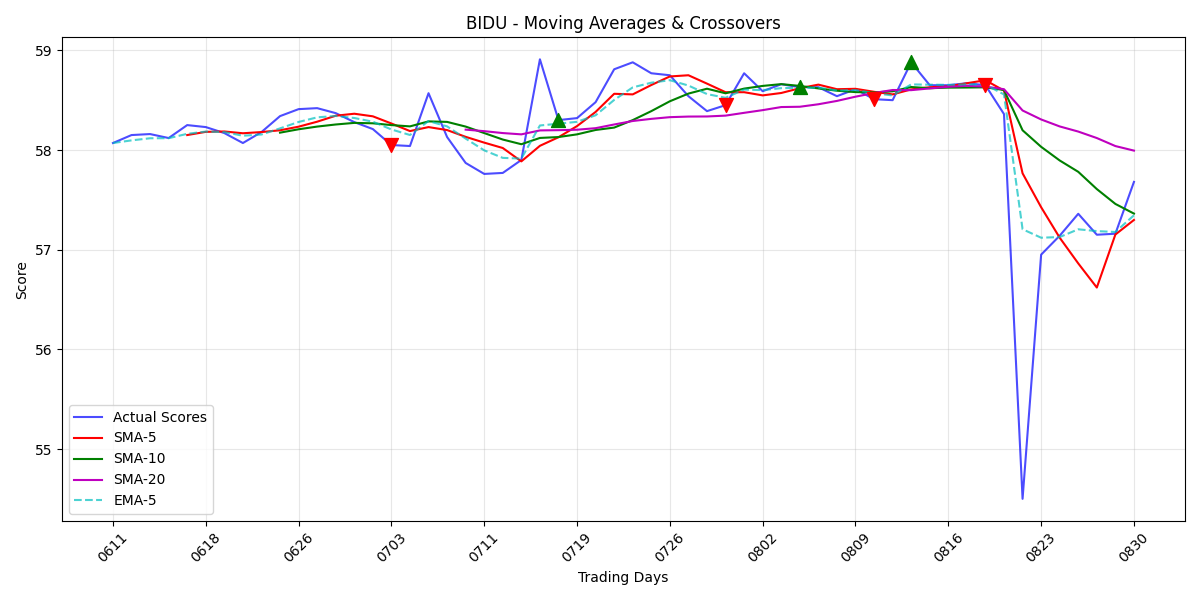 BIDU - Moving Averages & Crossovers
59
58
57
56
55
Score
Actual Scores
SMA-5
SMA-10
SMA-20
EMA-5
0611
0618
0626
0703
0711
0719
0726
0802
0809
0816
0823
0830
Trading Days